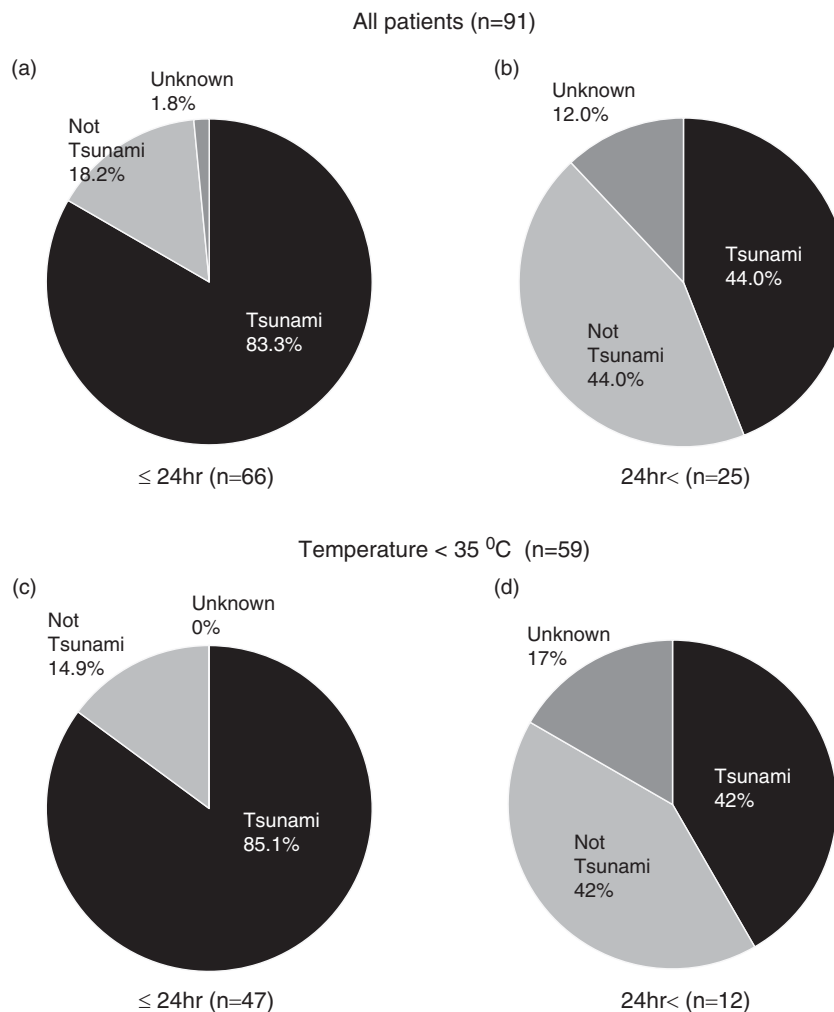 All patients (n=91)
(a)
Unknown
1.8%
Not
Tsunami
18.2%
Tsunami
83.3%
≤ 24hr (n=66)
(b)
Unknown
12.0%
Tsunami
44.0%
Not
Tsunami
44.0%
24hr< (n=25)
Temperature < 35 ⁰C (n=59)
(c)
Not
Tsunami
14.9%
Unknown
0%
Tsunami
85.1%
≤ 24hr (n=47)
(d)
Unknown
17%
Tsunami
42%
Not
Tsunami
42%
24hr< (n=12)